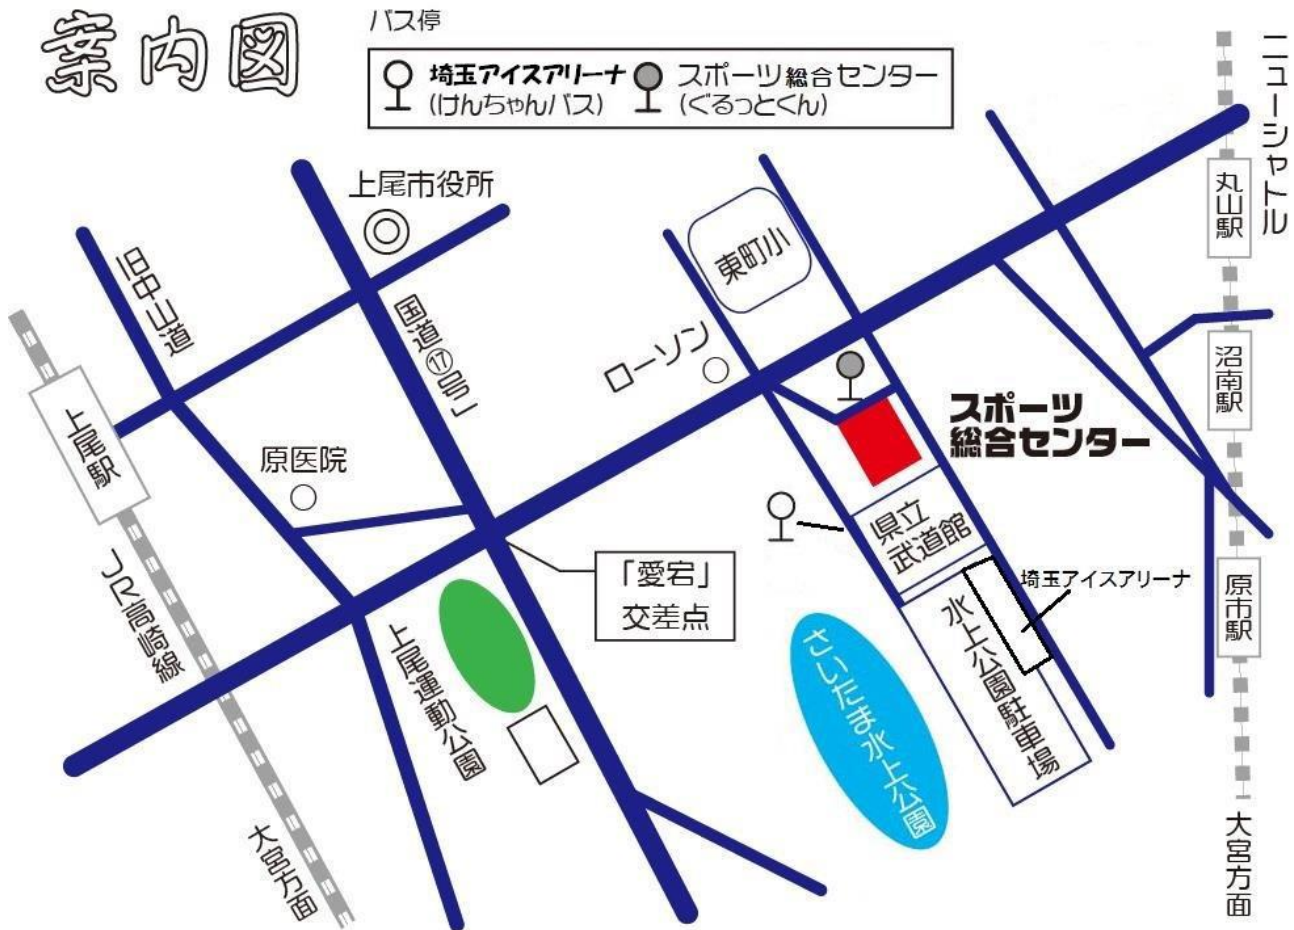 案内図
バス停
埼玉アイスアリーナ
(けんちゃんバス)
スポーツ総合センター
(ぐるっとくん)
ニューシャトル
丸山駅
上尾市役所
旧中山道
国道⑰号」
東町小
ローソン
沼南駅
上尾駅
原医院
スポーツ
総合センター
県立
武道館
「愛宕」
交差点
埼玉アイスアリーナ
原市駅
JR高崎線
上尾運動公園
さいたま水上公園
水上公園駐車場
大宮方面
大宮方面